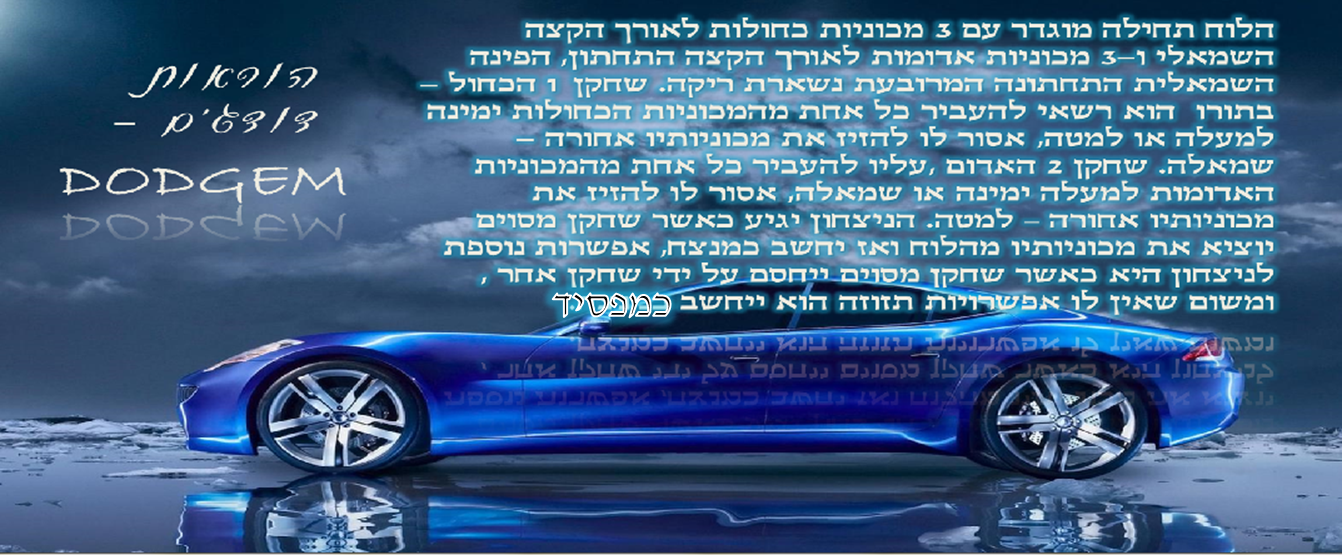 הוראות
דודג'ם –
DODGEM
הלוח תחילה מוגדר עם 3 מכוניות כחולות לאורך הקצה
השמאלי ו-3 מכוניות אדומות לאורך הקצה התחתון, הפינה
השמאלית התחתונה המרובעת נשארת ריקה. שחקן 1 הכחול –
בתורו הוא רשאי להעביר כל אחת מהמכוניות הכחולות ימינה
למעלה או למטה, אסור לו להזיז את מכוניותיו אחורה –
שמאלה. שחקן 2 האדום ,עליו להעביר כל אחת מהמכוניות
האדומות למעלה ימינה או שמאלה, אסור לו להזיז את
מכוניותיו אחורה – למטה. הניצחון יגיע כאשר שחקן מסוים
יוציא את מכוניותיו מהלוח ואז יחשב כמנצח, אפשרות נוספת
לניצחון היא כאשר שחקן מסוים ייחסם על ידי שחקן אחר ,
ומשום שאין לו אפשרויות תזוזה הוא ייחשב כמפסיד